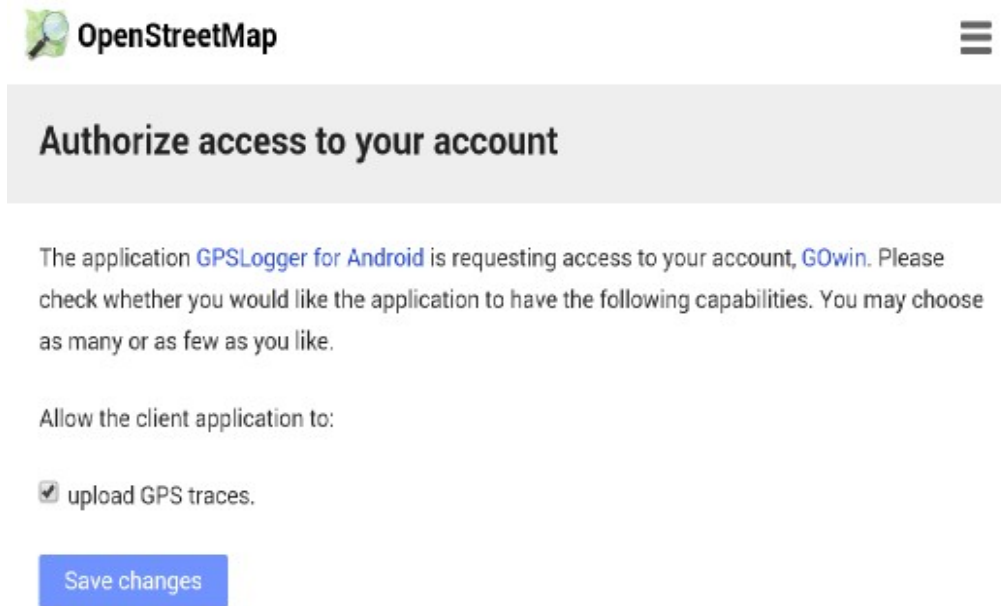 OpenStreetMap
Authorize access to your account
The application GPSLogger for Android is requesting access to your account, GOwin. Please
check whether you would like the application to have the following capabilities. You may choose
as many or as few as you like.
Allow the client application to:
upload GPS traces.
Save changes